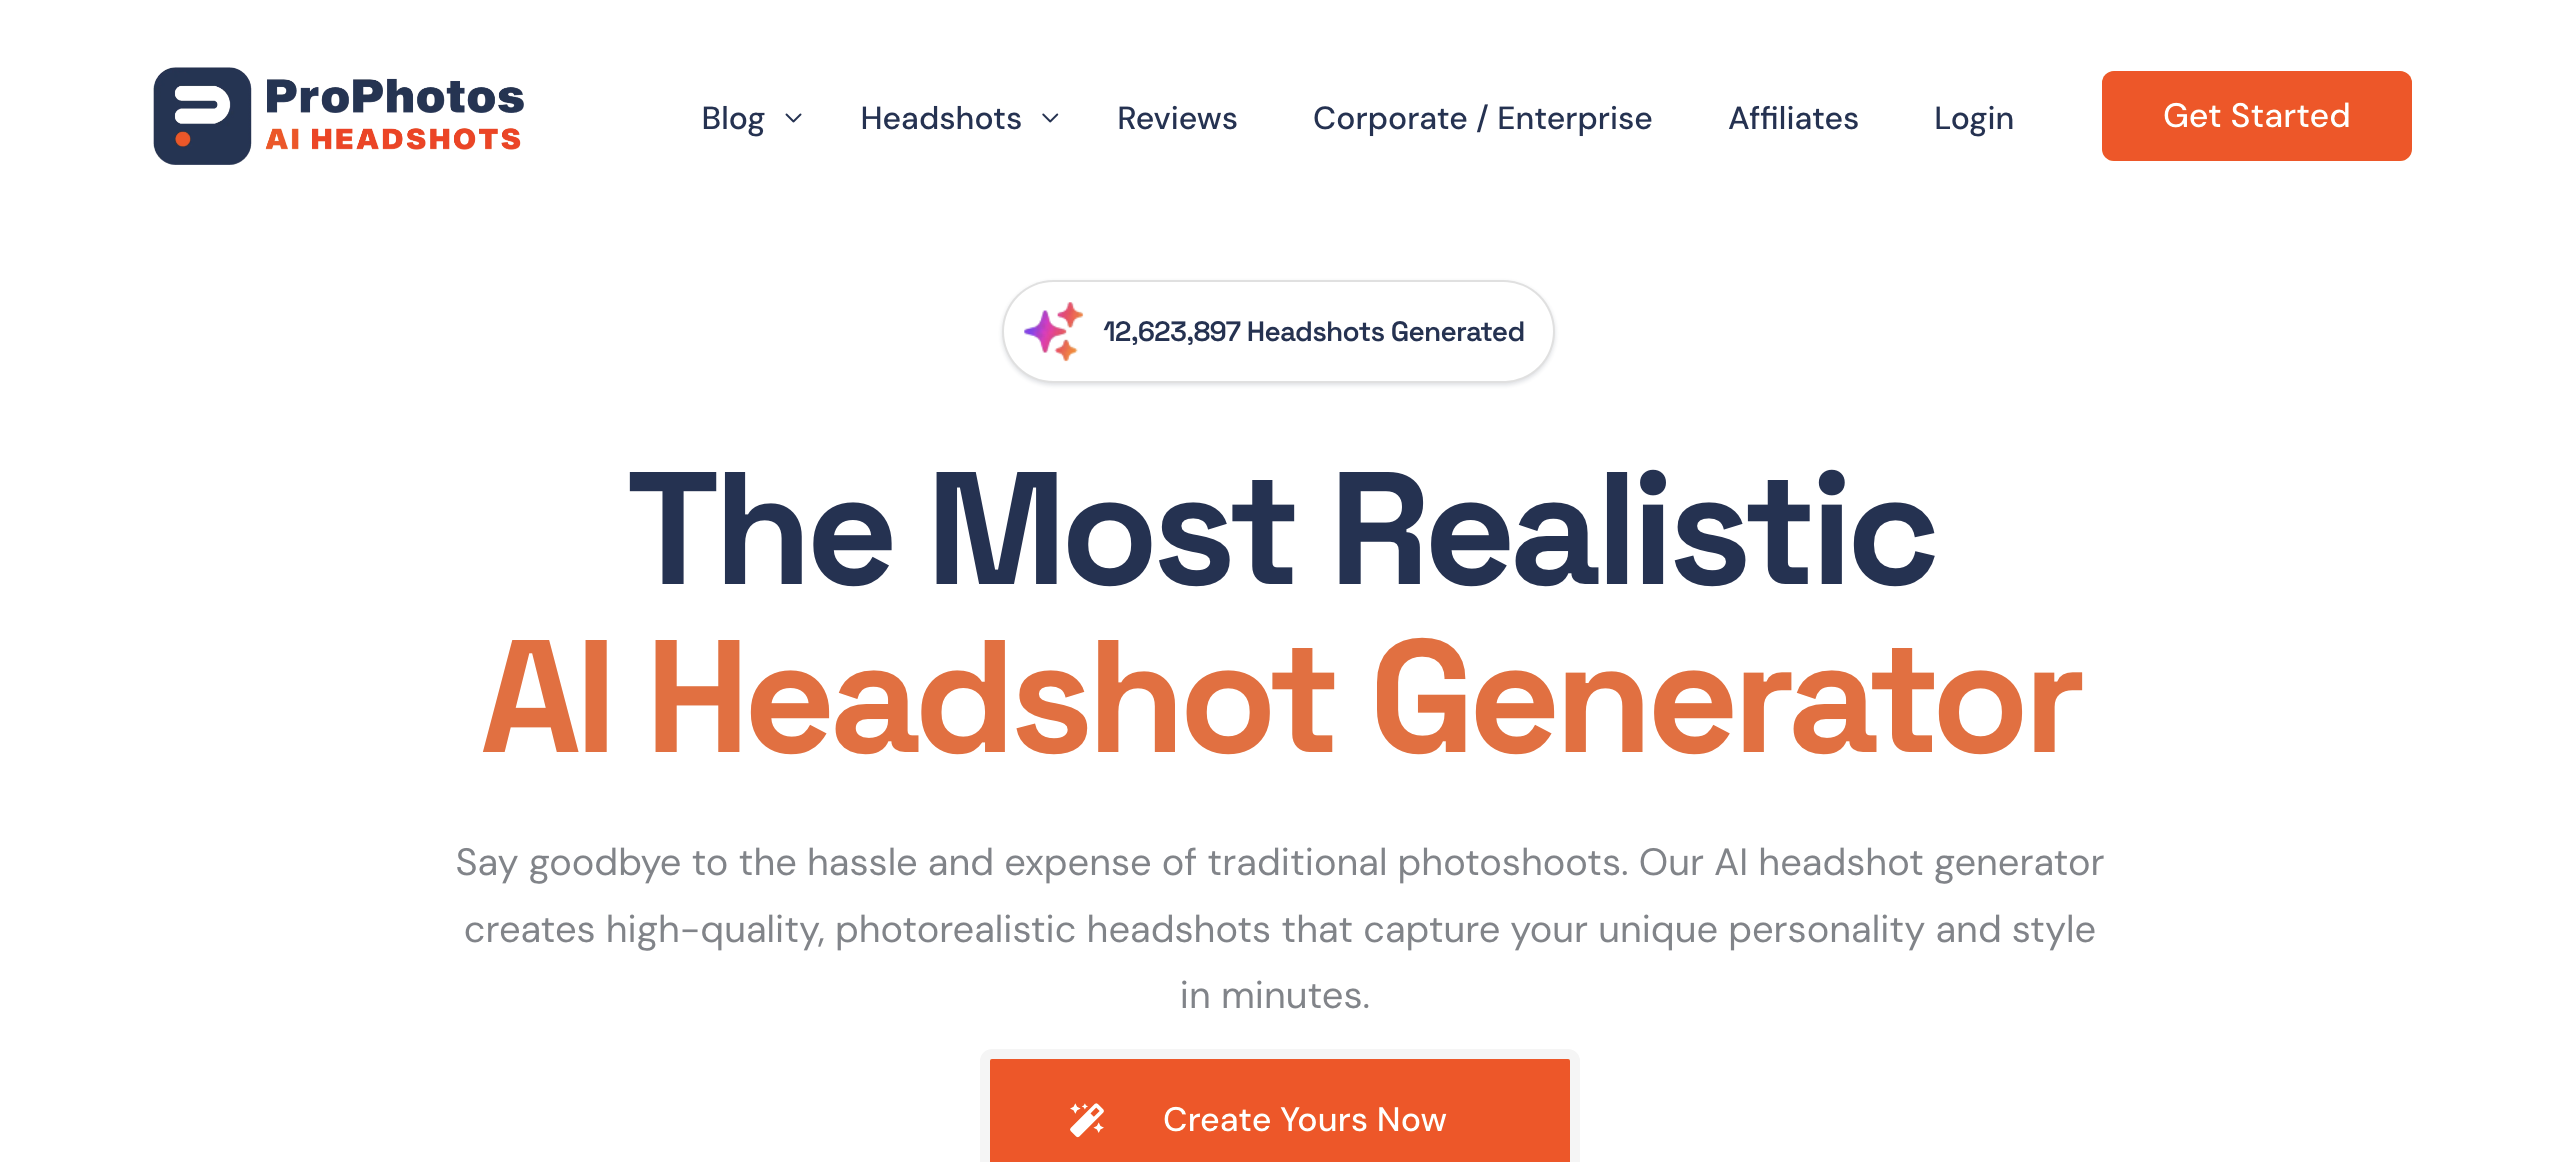 ProPhotos
AI HEADSHOTS
Blog
Headshots
Reviews
Corporate / Enterprise
Affiliates
Login
Get Started
12,623,897 Headshots Generated
The Most Realistic
AI Headshot Generator
Say goodbye to the hassle and expense of traditional photoshoots. Our AI headshot generator
creates high-quality, photorealistic headshots that capture your unique personality and style
in minutes.
Create Yours Now